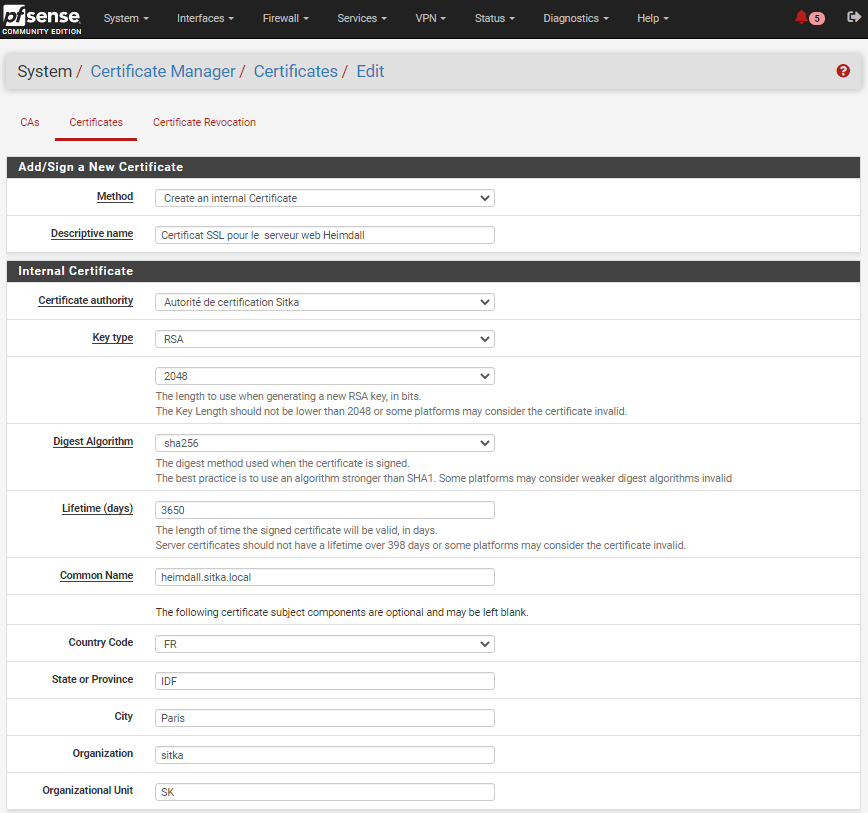 pfsense
COMMUNITY EDITION
System Interfaces Firewall Services VPN Status Diagnostics Help 5
System / Certificate Manager / Certificates / Edit
CAs Certificates Certificate Revocation
Add/Sign a New Certificate
Method Create an internal Certificate
Descriptive name Certificat SSL pour le  serveur web Heimdall
Internal Certificate
Certificate authority Autorité de certification Sitka
Key type RSA
2048
The length to use when generating a new RSA key, in bits.
The Key Length should not be lower than 2048 or some platforms may consider the certificate invalid.
Digest Algorithm sha256
The digest method used when the certificate is signed.
The best practice is to use an algorithm stronger than SHA1. Some platforms may consider weaker digest algorithms invalid
Lifetime (days) 3650
The length of time the signed certificate will be valid, in days.
Server certificates should not have a lifetime over 398 days or some platforms may consider the certificate invalid.
Common Name heimdall.sitka.local
The following certificate subject components are optional and may be left blank.
Country Code FR
State or Province IDF
City Paris
Organization sitka
Organizational Unit SK